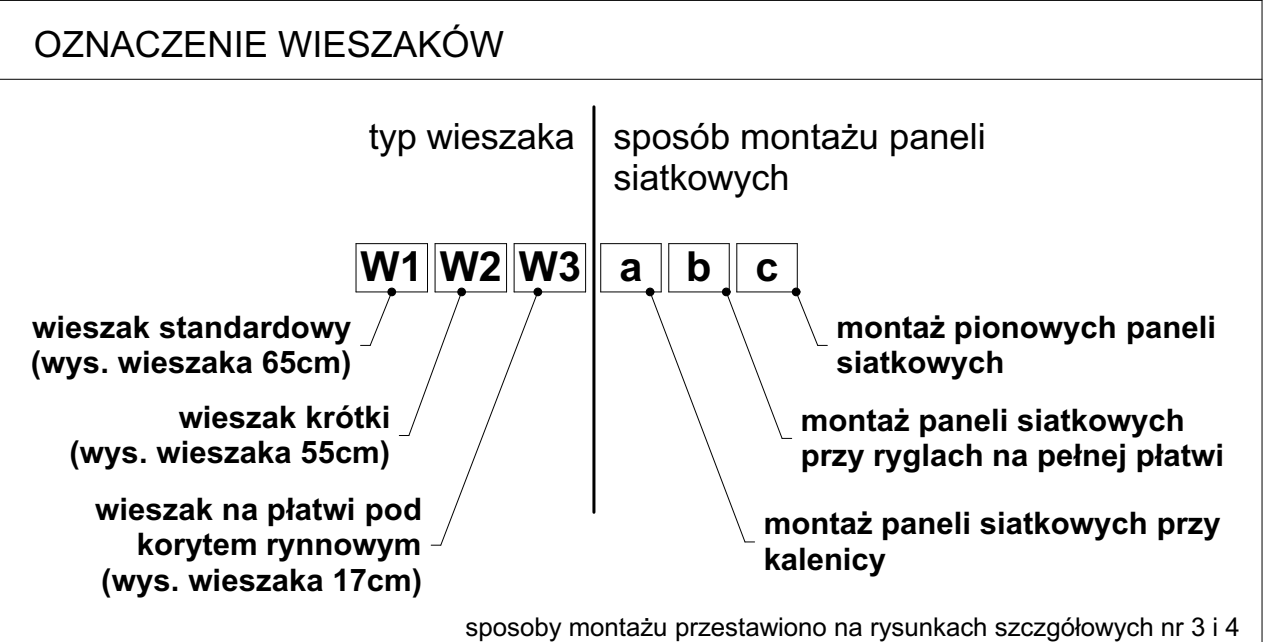 OZNACZENIE WIESZAKÓW
typ wieszaka
sposób montażu paneli
siatkowych
W1 W2 W3 a b c
wieszak standardowy
(wys. wieszaka 65cm)
wieszak krótki
(wys. wieszaka 55cm)
wieszak na płatwi pod
korytem rynnowym
(wys. wieszaka 17cm)
montaż pionowych paneli
siatkowych
montaż paneli siatkowych
przy ryglach na pełnej płatwi
montaż paneli siatkowych przy
kalenicy
sposoby montażu przestawiono na rysunkach szczgółowych nr 3 i 4